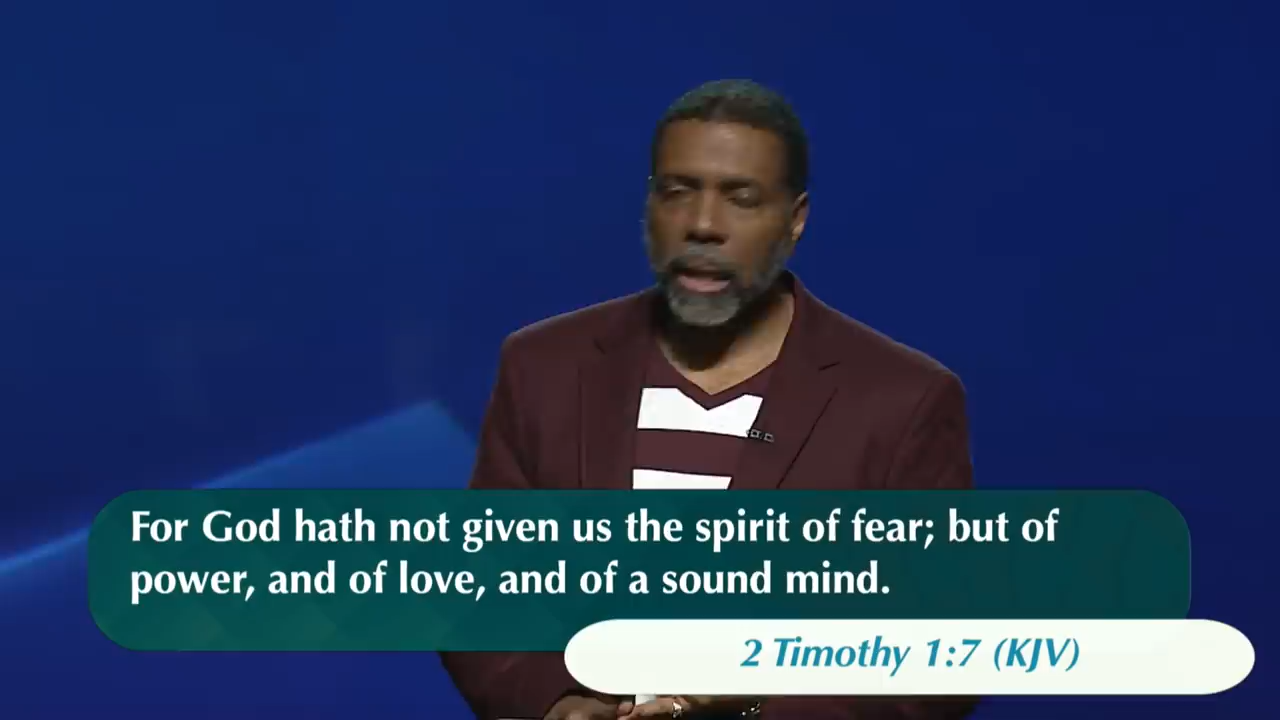 For God hath not given us the spirit of fear; but of
power, and of love, and of a sound mind.
2 Timothy 1:7 (KJV)